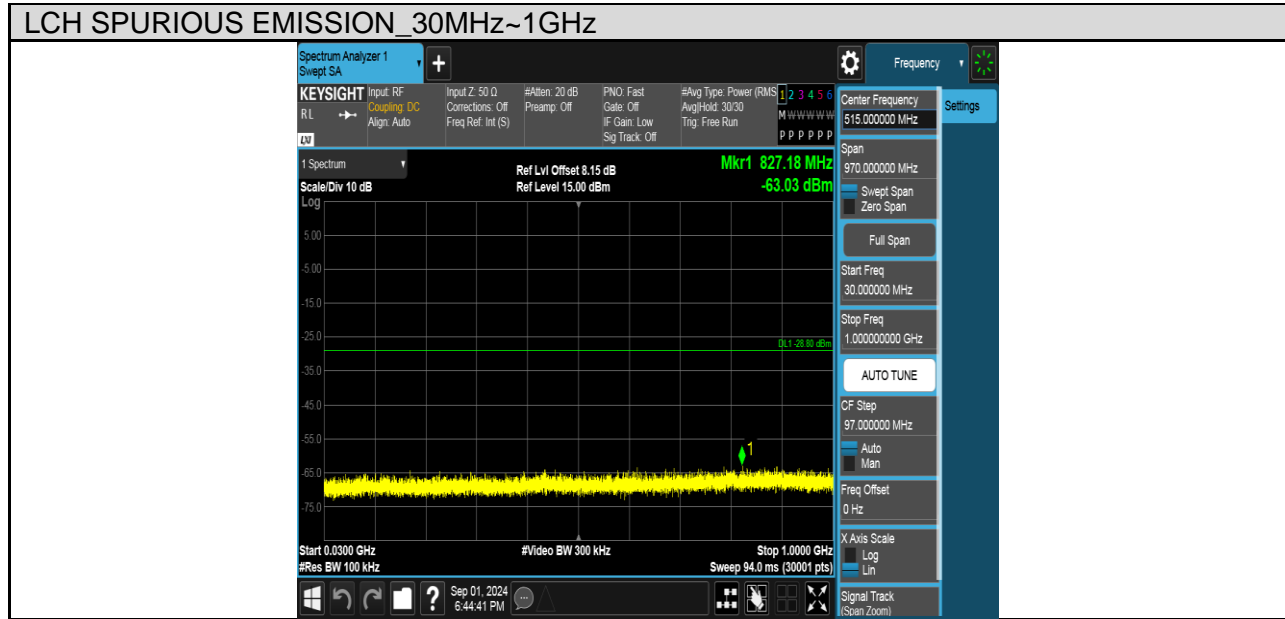 LCH SPURIOUS EMISSION_30MHz~1GHz
Spectrum Analyzer 1
Swept SA
+
Frequency
KEYSIGHT
RL
LXI
Input: RF
Coupling: DC
Align: Auto
Input Z: 50 Ω
Corrections: Off
Freq Ref: Int (S)
#Atten: 20 dB
Preamp: Off
PNO: Fast
Gate: Off
IF Gain: Low
Sig Track: Off
#Avg Type: Power (RMS
Avg|Hold: 30/30
Trig: Free Run
1 2 3 4 5 6
M W W W W W
P P P P P P
1 Spectrum
Scale/Div 10 dB
Ref Lvl Offset 8.15 dB
Ref Level 15.00 dBm
Mkr1 827.18 MHz
-63.03 dBm
Log
5.00
-5.00
-15.0
-25.0
DL1 -28.80 dBm
-35.0
-45.0
-55.0
1
-65.0
-75.0
Start 0.0300 GHz
#Res BW 100 kHz
#Video BW 300 kHz
Stop 1.0000 GHz
Sweep 94.0 ms (30001 pts)
Sep 01, 2024
6:44:41 PM
?
Center Frequency
515.000000 MHz
Settings
Span
970.000000 MHz
Swept Span
Zero Span
Full Span
Start Freq
30.000000 MHz
Stop Freq
1.000000000 GHz
AUTO TUNE
CF Step
97.000000 MHz
Auto
Man
Freq Offset
0 Hz
X Axis Scale
Log
Lin
Signal Track
(Span Zoom)